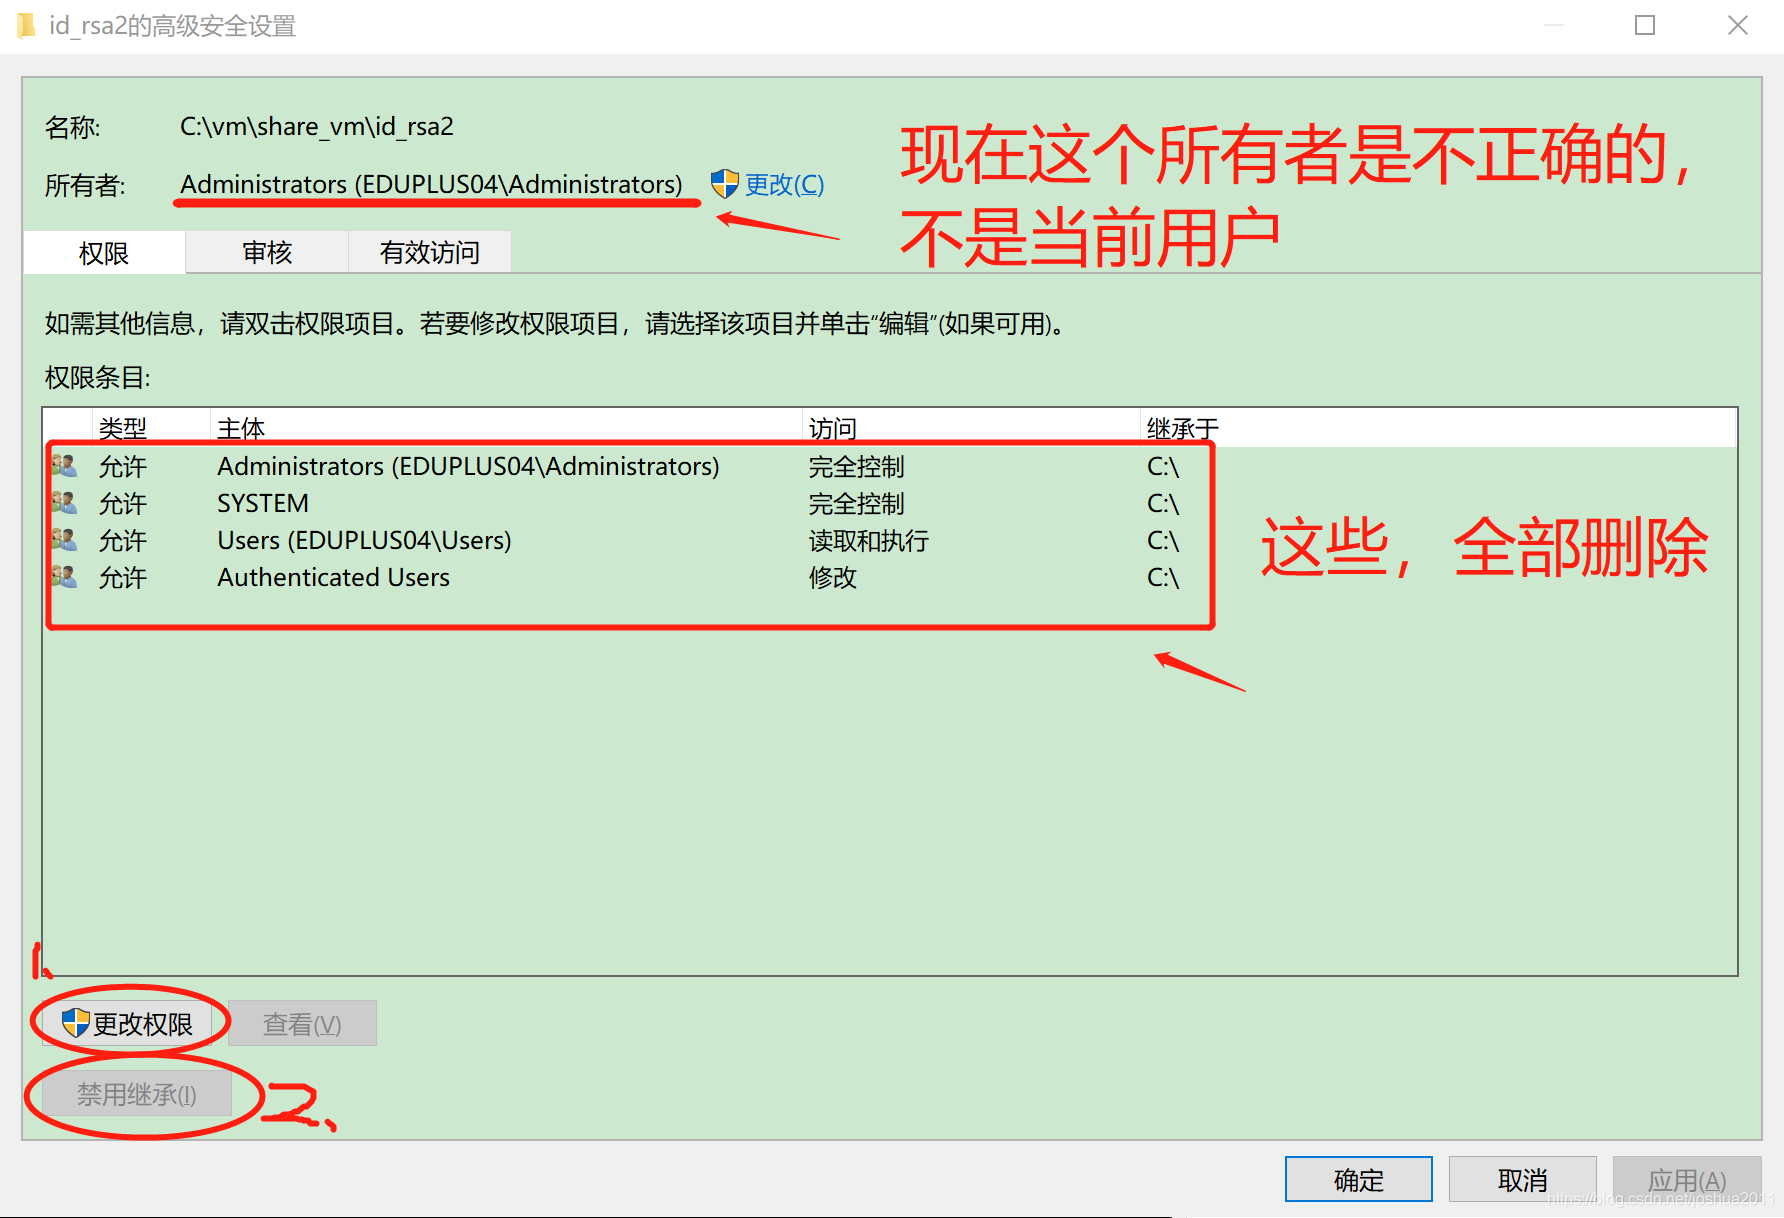 id_rsa2的高级安全设置
名称: C:\vm\share_vm\id_rsa2
所有者: Administrators (EDUPLUS04\Administrators) 更改(C)
现在这个所有者是不正确的，
不是当前用户
权限 审核 有效访问
如需其他信息，请双击权限项目。若要修改权限项目，请选择该项目并单击“编辑”(如果可用)。
权限条目:
类型 主体 访问 继承于
允许 Administrators (EDUPLUS04\Administrators) 完全控制 C:\
允许 SYSTEM 完全控制 C:\
允许 Users (EDUPLUS04\Users) 读取和执行 C:\
允许 Authenticated Users 修改 C:\
这些，全部删除
1.
更改权限 查看(V)
禁用继承(I) 2.
确定 取消 应用(A)
https://blog.csdn.net/joshua2011